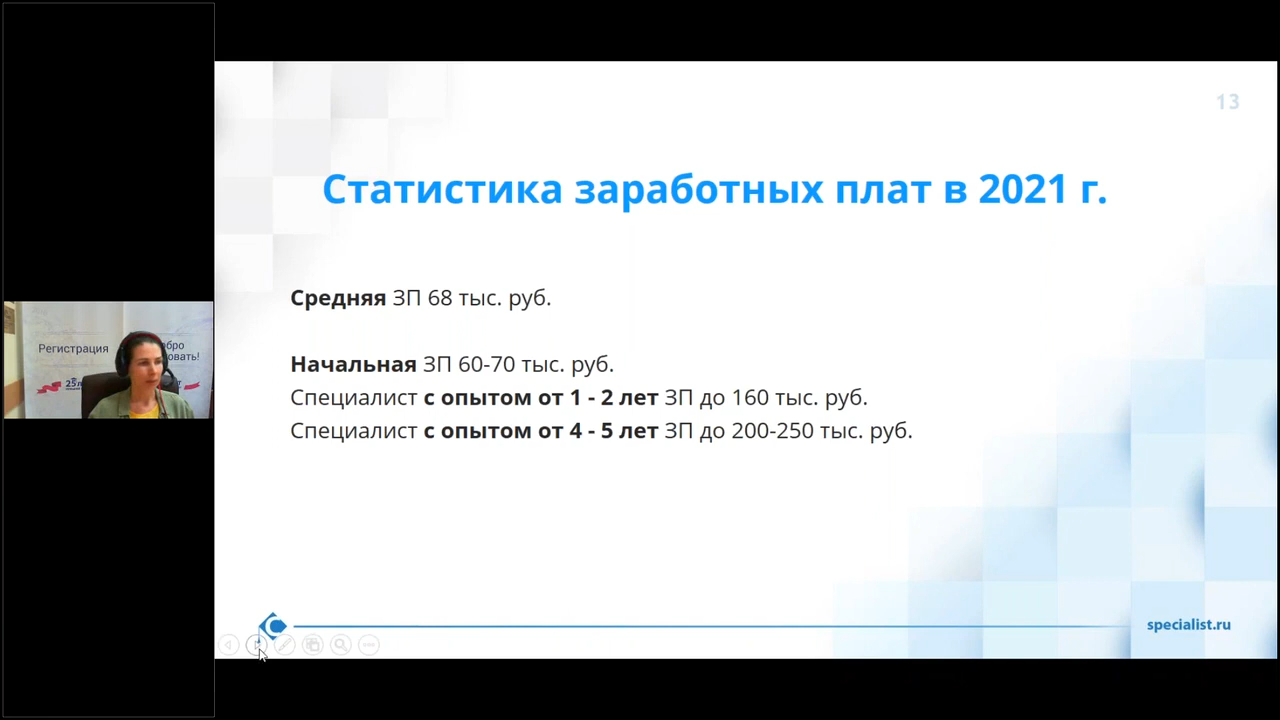 13
Статистика заработных плат в 2021 г.
Средняя ЗП 68 тыс. руб.
Начальная ЗП 60-70 тыс. руб.
Специалист с опытом от 1 - 2 лет ЗП до 160 тыс. руб.
Специалист с опытом от 4 - 5 лет ЗП до 200-250 тыс. руб.
specialist.ru
Регистрация